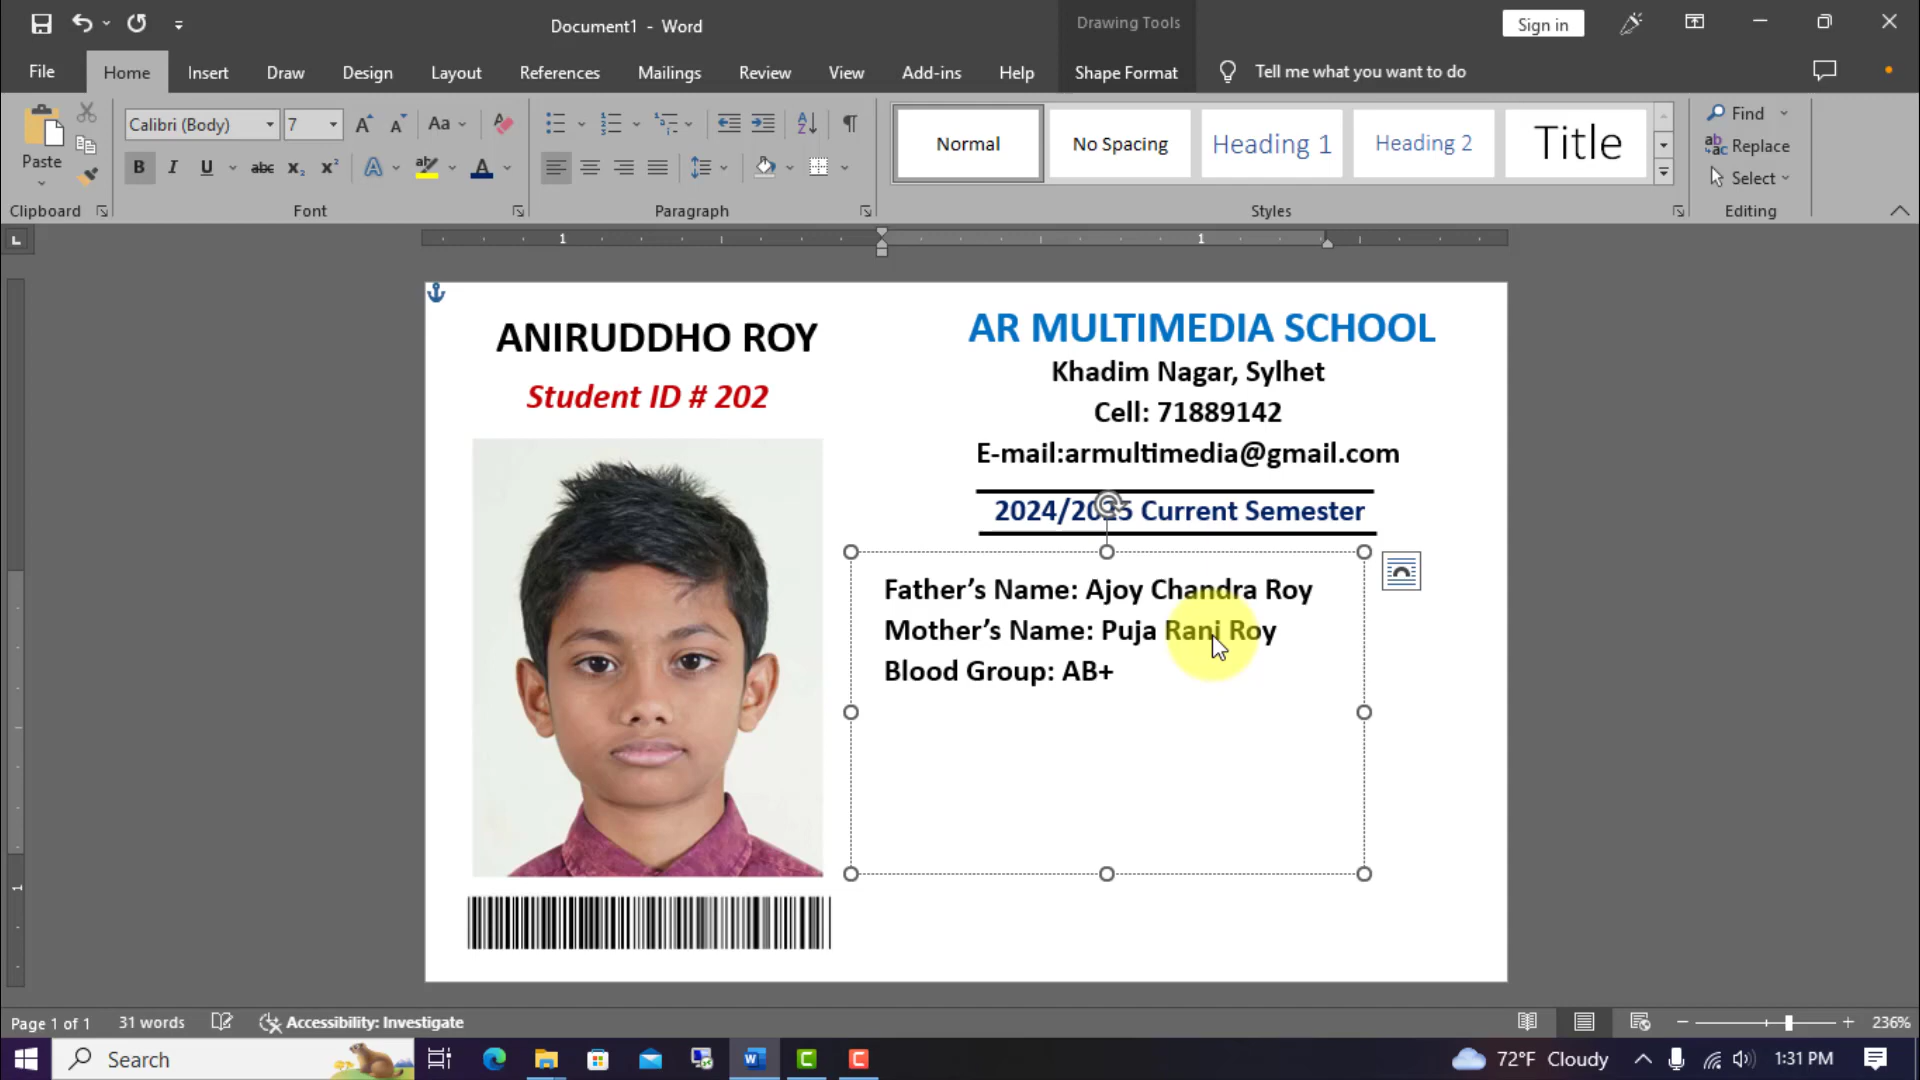 Document1 - Word
Drawing Tools
Sign in
File
Home
Insert
Draw
Design
Layout
References
Mailings
Review
View
Add-ins
Help
Shape Format
Tell me what you want to do
Paste
Clipboard
Calibri (Body)
7
Font
Paragraph
Normal
No Spacing
Heading 1
Heading 2
Title
Styles
Find
Replace
Select
Editing
1
1
ANIRUDDHO ROY
Student ID # 202
AR MULTIMEDIA SCHOOL
Khadim Nagar, Sylhet
Cell: 71889142
E-mail:armultimedia@gmail.com
2024/2025 Current Semester
Father’s Name: Ajoy Chandra Roy
Mother’s Name: Puja Rani Roy
Blood Group: AB+
1
Page 1 of 1
31 words
Accessibility: Investigate
236%
Search
72°F Cloudy
1:31 PM